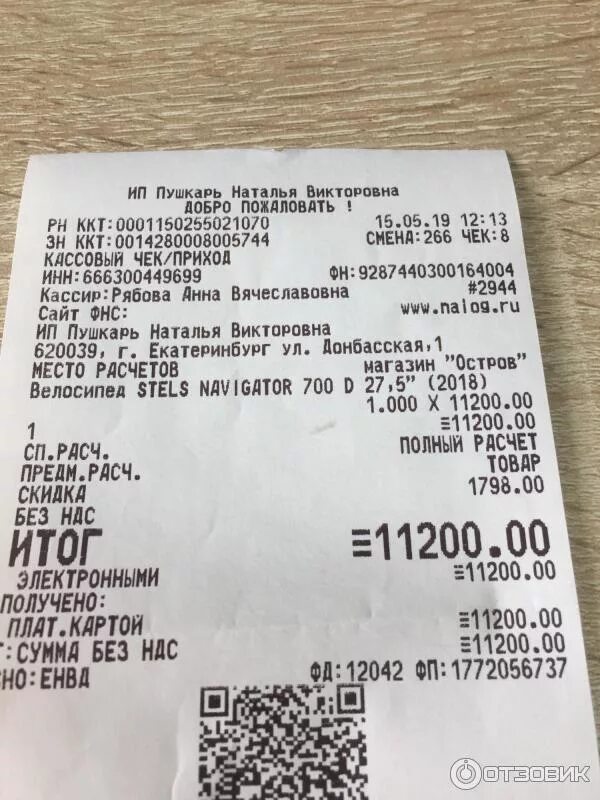 ИП Пушкарь Наталья Викторовна
ДОБРО ПОЖАЛОВАТЬ !
РН ККТ:0001150255021070 15.05.19 12:13
ЗН ККТ:0014280008005744 СМЕНА:266 ЧЕК:8
КАССОВЫЙ ЧЕК/ПРИХОД
ИНН:666300449699 ФН:9287440300164004
Кассир:Рябова Анна Вячеславовна #2944
Сайт ФНС: www.nalog.ru
ИП Пушкарь Наталья Викторовна
620039, г. Екатеринбург ул. Донбасская,1
МЕСТО РАСЧЕТОВ магазин "Остров"
Велосипед STELS NAVIGATOR 700 D 27,5" (2018)
1.000 X 11200.00
≡11200.00
1
СП.РАСЧ. ПОЛНЫЙ РАСЧЕТ
ПРЕДМ.РАСЧ. ТОВАР
СКИДКА 1798.00
БЕЗ НДС
ИТОГ ≡11200.00
ЭЛЕКТРОННЫМИ ≡11200.00
ПОЛУЧЕНО:
ПЛАТ.КАРТОЙ ≡11200.00
:СУММА БЕЗ НДС ≡11200.00
НО:ЕНВД ФД:12042 ФП:1772056737
ОТЗОВИК